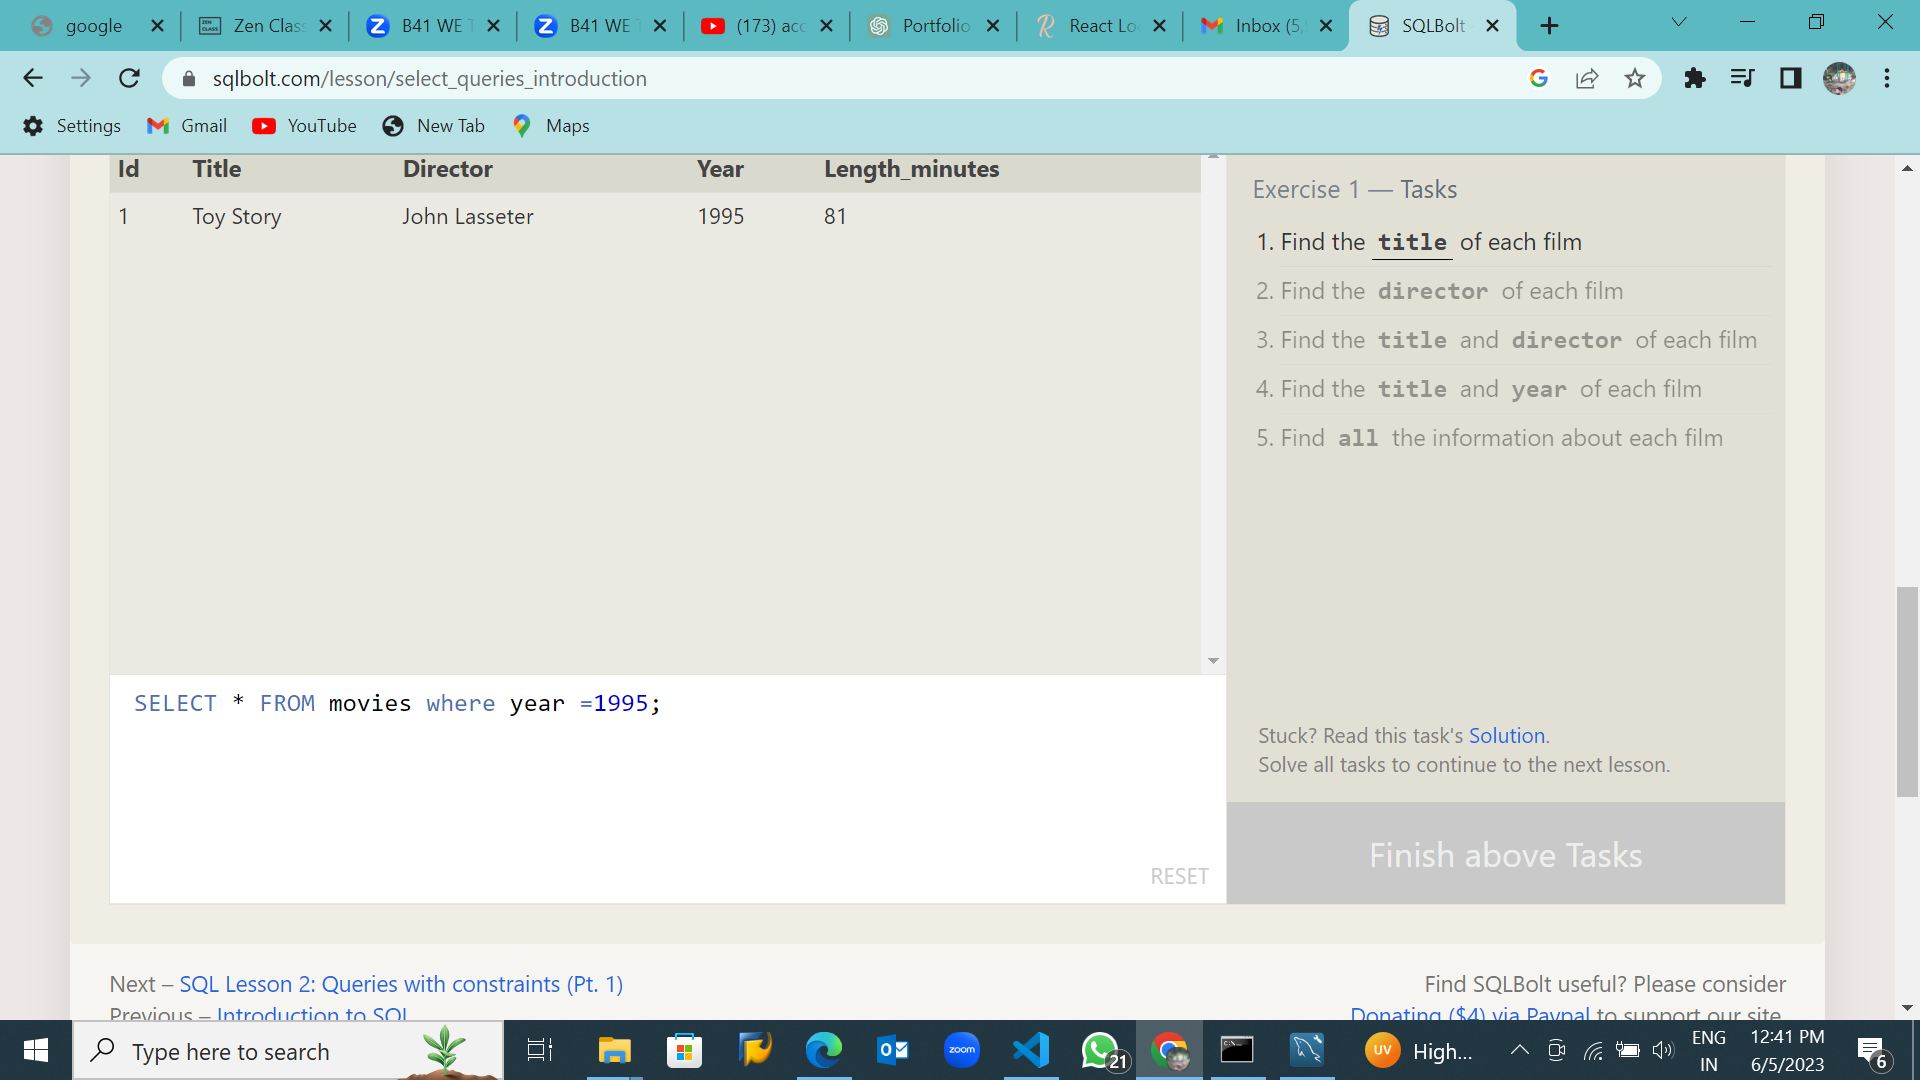 google
Zen Clas
B41 WE T
B41 WE T
(173) acc
Portfolio
React Lo
Inbox (5,
SQLBolt
sqlbolt.com/lesson/select_queries_introduction
Settings
Gmail
YouTube
New Tab
Maps
Id Title Director Year Length_minutes
1 Toy Story John Lasseter 1995 81
Exercise 1 — Tasks
1. Find the title of each film
2. Find the director of each film
3. Find the title and director of each film
4. Find the title and year of each film
5. Find all the information about each film
SELECT * FROM movies where year =1995;
RESET
Stuck? Read this task's Solution.
Solve all tasks to continue to the next lesson.
Finish above Tasks
Next – SQL Lesson 2: Queries with constraints (Pt. 1)
Previous – Introduction to SQL
Find SQLBolt useful? Please consider
Donating ($4) via Paypal to support our site.
Type here to search
zoom
21
UV
High...
ENG
IN
12:41 PM
6/5/2023
6